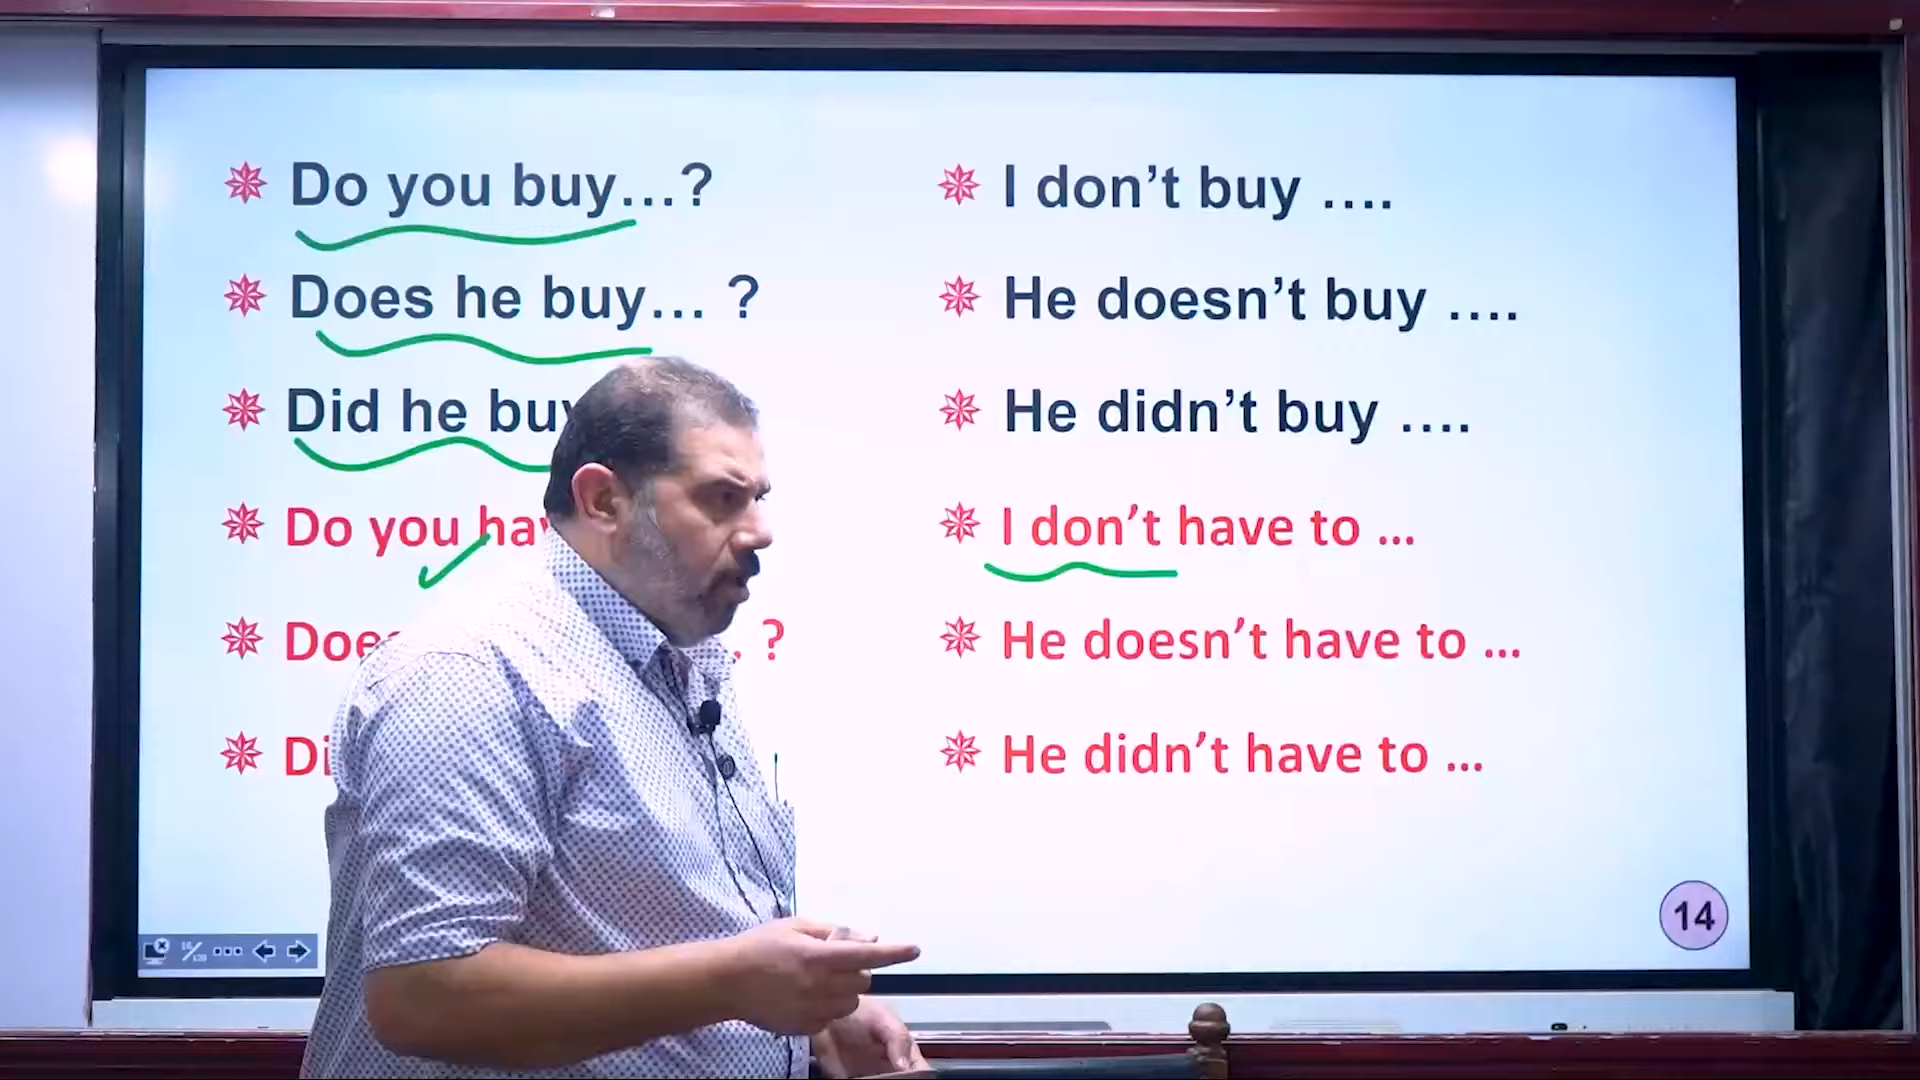 Do you buy...?
Does he buy... ?
Did he
Do you
?
I don't buy ....
He doesn't buy ....
He didn't buy ....
I don't have to ...
He doesn't have to ...
He didn't have to ...
14